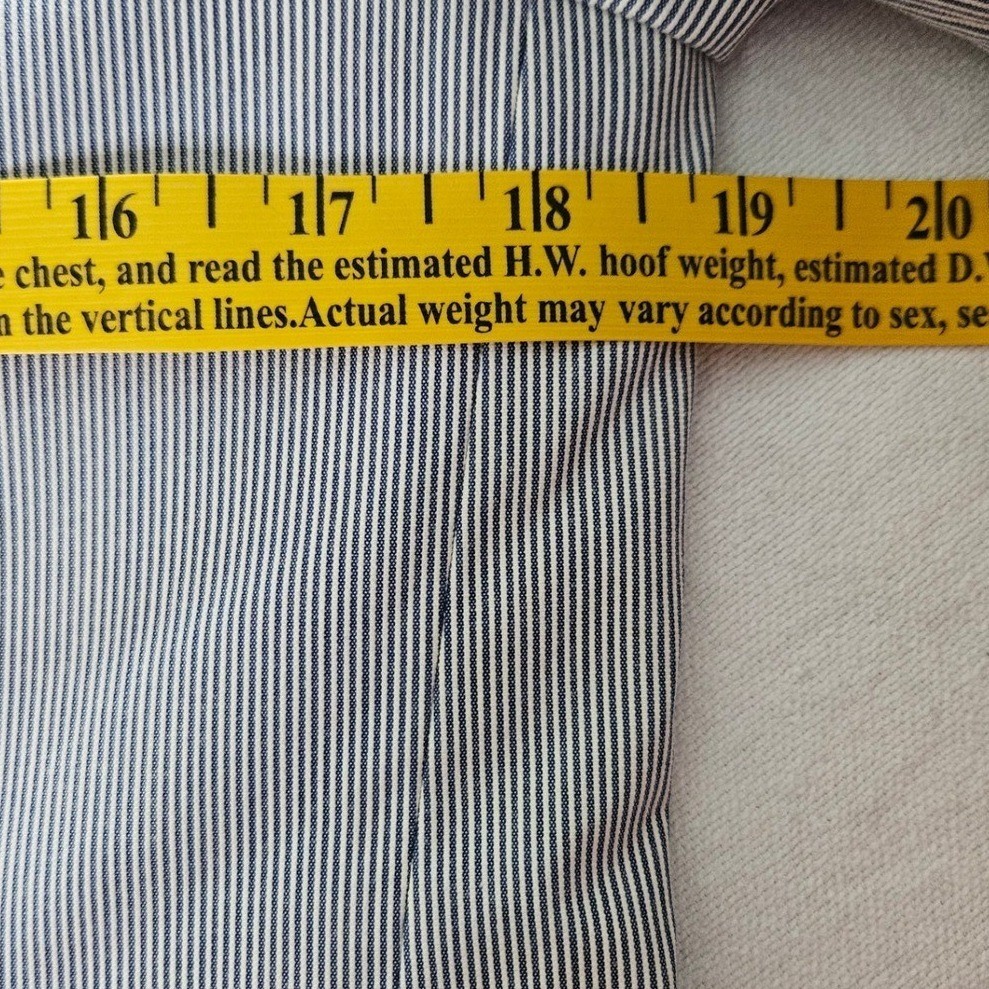 16 17 18 19 20
chest, and read the estimated H.W. hoof weight, estimated D.
the vertical lines.Actual weight may vary according to sex,